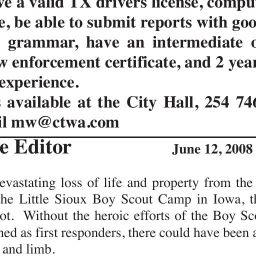 e a valid TX drivers license, compu
e, be able to submit reports with goo
grammar, have an intermediate o
w enforcement certificate, and 2 year
experience.
s available at the City Hall, 254 746
il mw@ctwa.com
e Editor June 12, 2008
evastating loss of life and property from the
he Little Sioux Boy Scout Camp in Iowa, th
ot. Without the heroic efforts of the Boy Sco
ned as first responders, there could have been a
and limb.